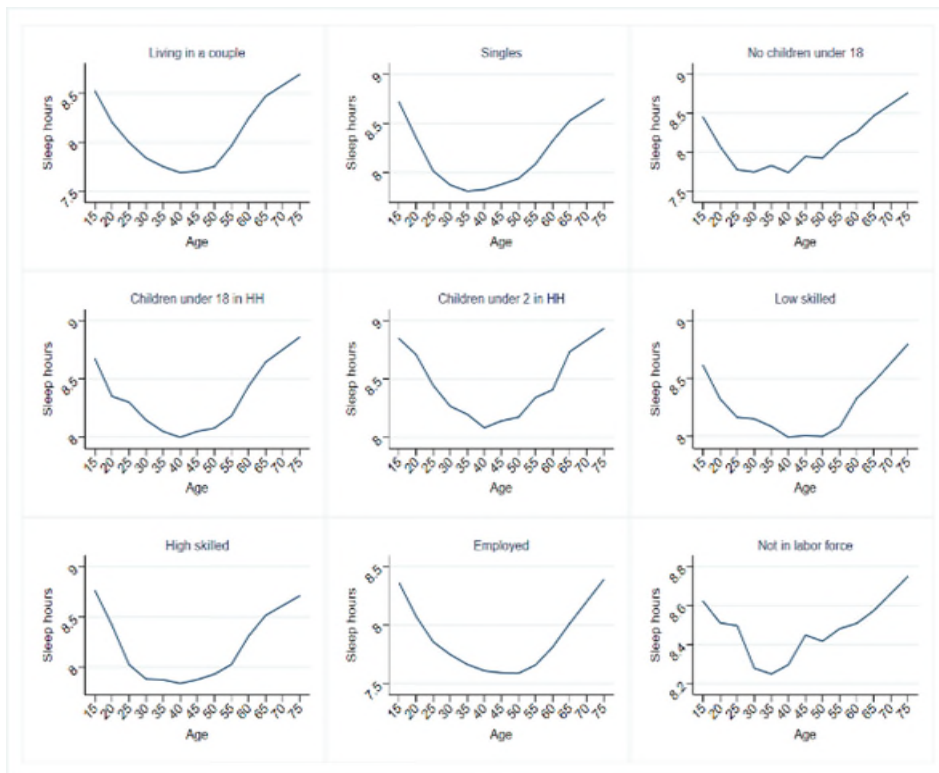 Living in a couple
Sleep hours
8.5
8
7.5
15 20 25 30 35 40 45 50 55 60 65 70 75
Age
Singles
Sleep hours
9
8.5
8
15 20 25 30 35 40 45 50 55 60 65 70 75
Age
No children under 18
Sleep hours
9
8.5
8
7.5
15 20 25 30 35 40 45 50 55 60 65 70 75
Age
Children under 18 in HH
Sleep hours
9
8.5
8
15 20 25 30 35 40 45 50 55 60 65 70 75
Age
Children under 2 in HH
Sleep hours
9
8.5
8
15 20 25 30 35 40 45 50 55 60 65 70 75
Age
Low skilled
Sleep hours
9
8.5
8
15 20 25 30 35 40 45 50 55 60 65 70 75
Age
High skilled
Sleep hours
9
8.5
8
15 20 25 30 35 40 45 50 55 60 65 70 75
Age
Employed
Sleep hours
8.5
8
7.5
15 20 25 30 35 40 45 50 55 60 65 70 75
Age
Not in labor force
Sleep hours
8.8
8.6
8.4
8.2
15 20 25 30 35 40 45 50 55 60 65 70 75
Age